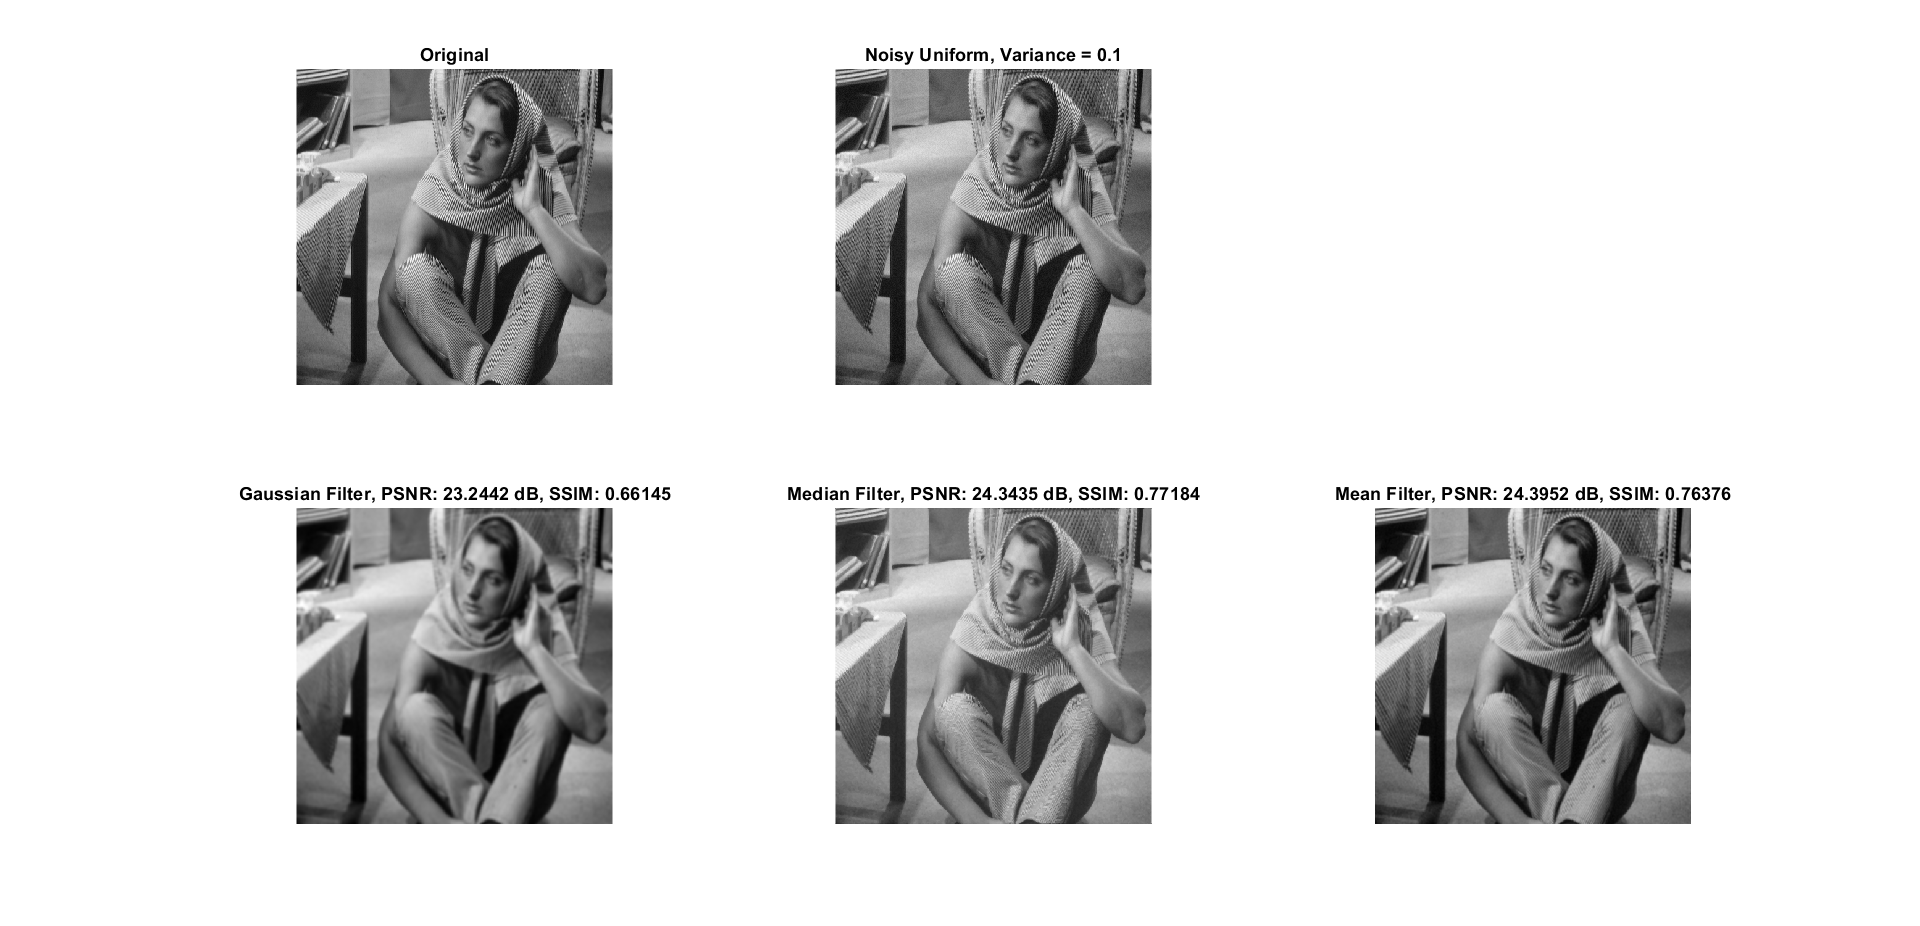 Original
Noisy Uniform, Variance = 0.1
Gaussian Filter, PSNR: 23.2442 dB, SSIM: 0.66145
Median Filter, PSNR: 24.3435 dB, SSIM: 0.77184
Mean Filter, PSNR: 24.3952 dB, SSIM: 0.76376